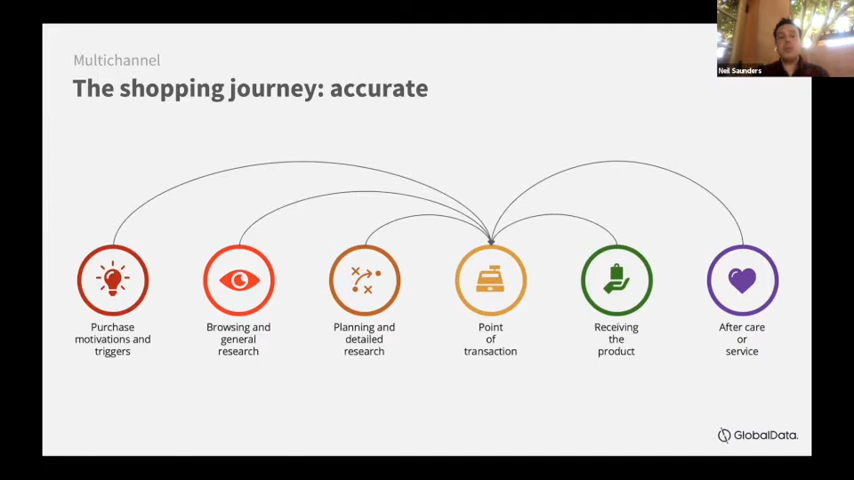 Multichannel
The shopping journey: accurate
Neil Saunders
Purchase
motivations and
triggers
Browsing and
general
research
Planning and
detailed
research
Point
of
transaction
Receiving
the
product
After care
or
service
GlobalData.